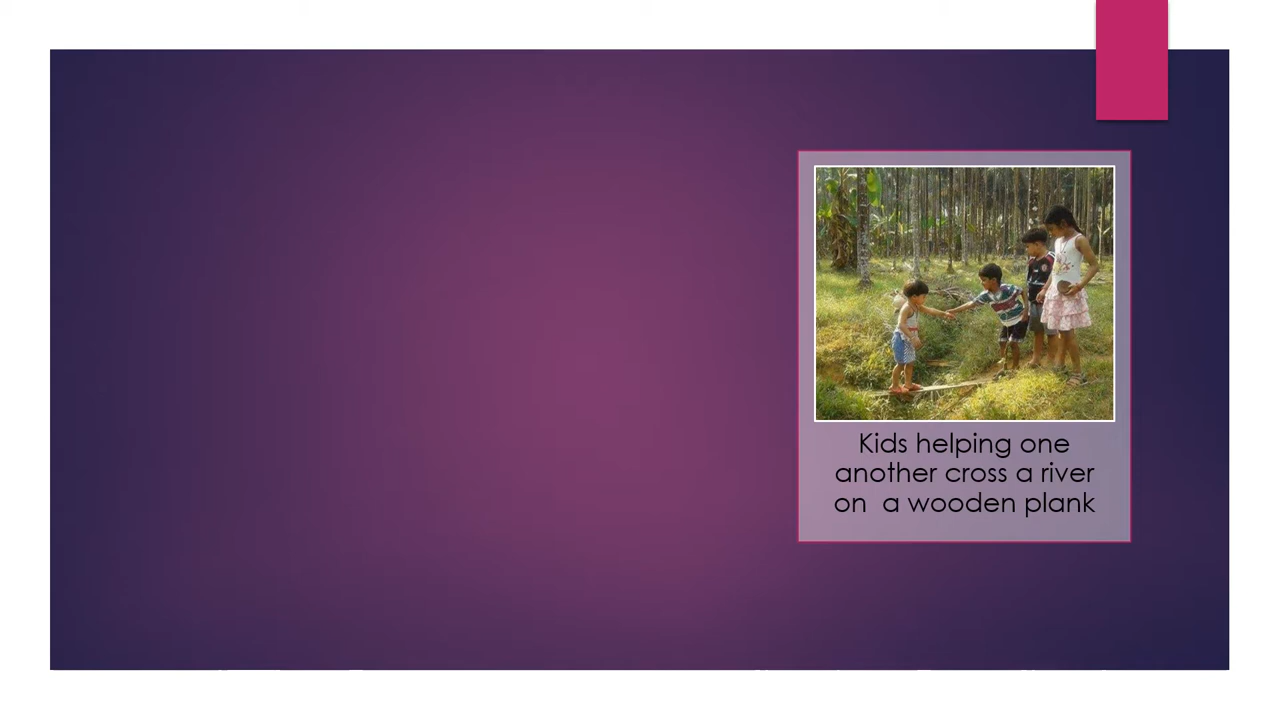 Kids helping one
another cross a river
on  a wooden plank